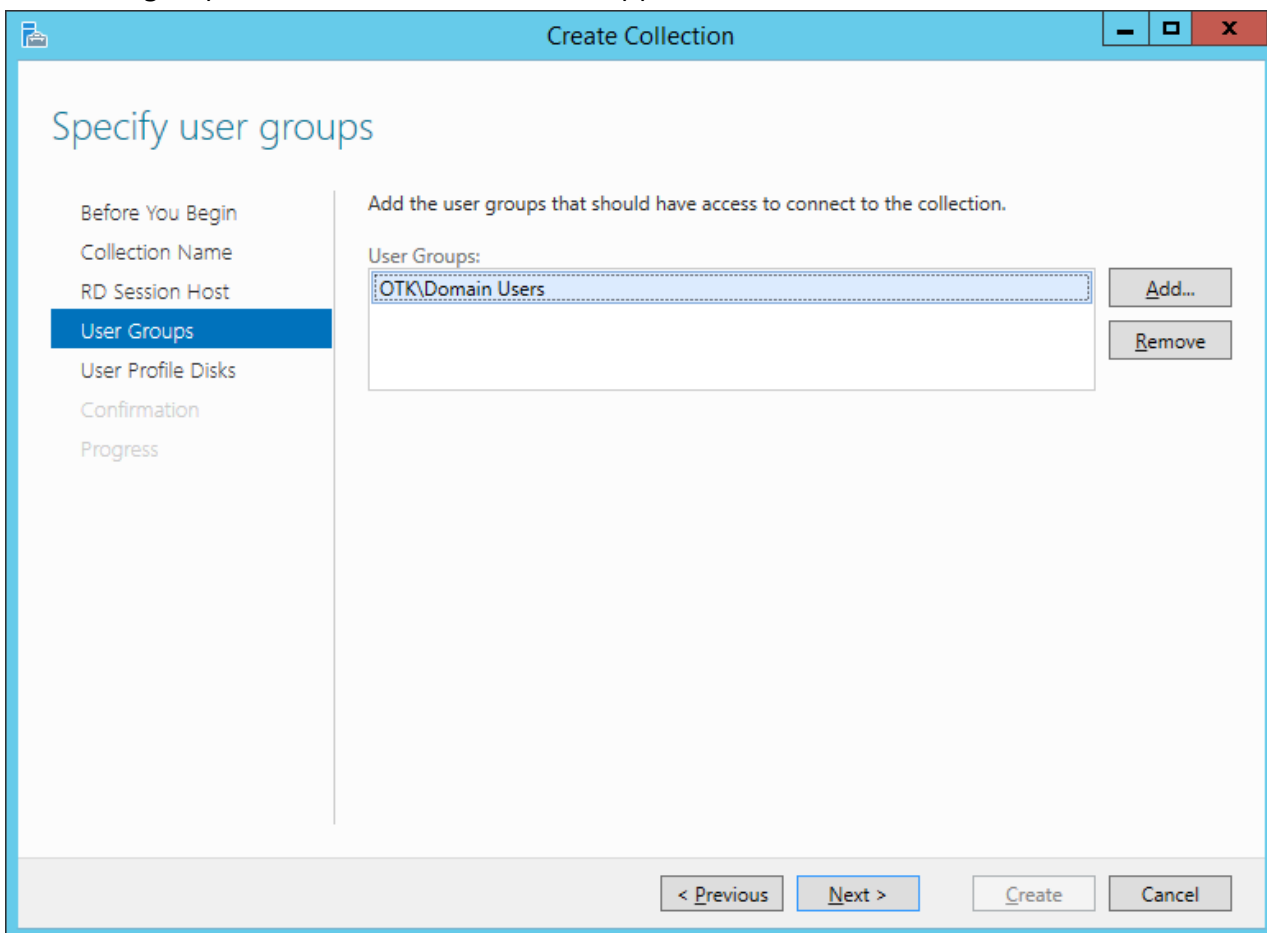 Create Collection
Specify user groups
Before You Begin
Collection Name
RD Session Host
User Groups
User Profile Disks
Confirmation
Progress
Add the user groups that should have access to connect to the collection.
User Groups:
OTK\Domain Users
Add...
Remove
< Previous
Next >
Create
Cancel